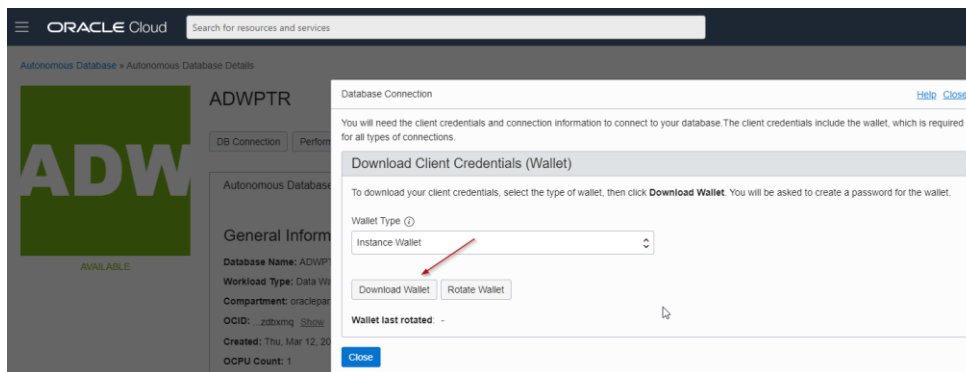 ORACLE Cloud
Search for resources and services
Autonomous Database » Autonomous Database Details
ADW
AVAILABLE
ADWPTR
DB Connection
Autonomous Database
General
Database Name:
Workload Type: Data
Compartment:
OCID: ...zdbxmq Show
Created: Thu, Mar 12,
OCPU Count: 1
Database Connection
Help Close
You will need the client credentials and connection information to connect to your database.The client credentials include the wallet, which is required
for all types of connections.
Download Client Credentials (Wallet)
To download your client credentials, select the type of wallet, then click Download Wallet. You will be asked to create a password for the wallet.
Wallet Type
Instance Wallet
Download Wallet Rotate Wallet
Wallet last rotated: -
Close